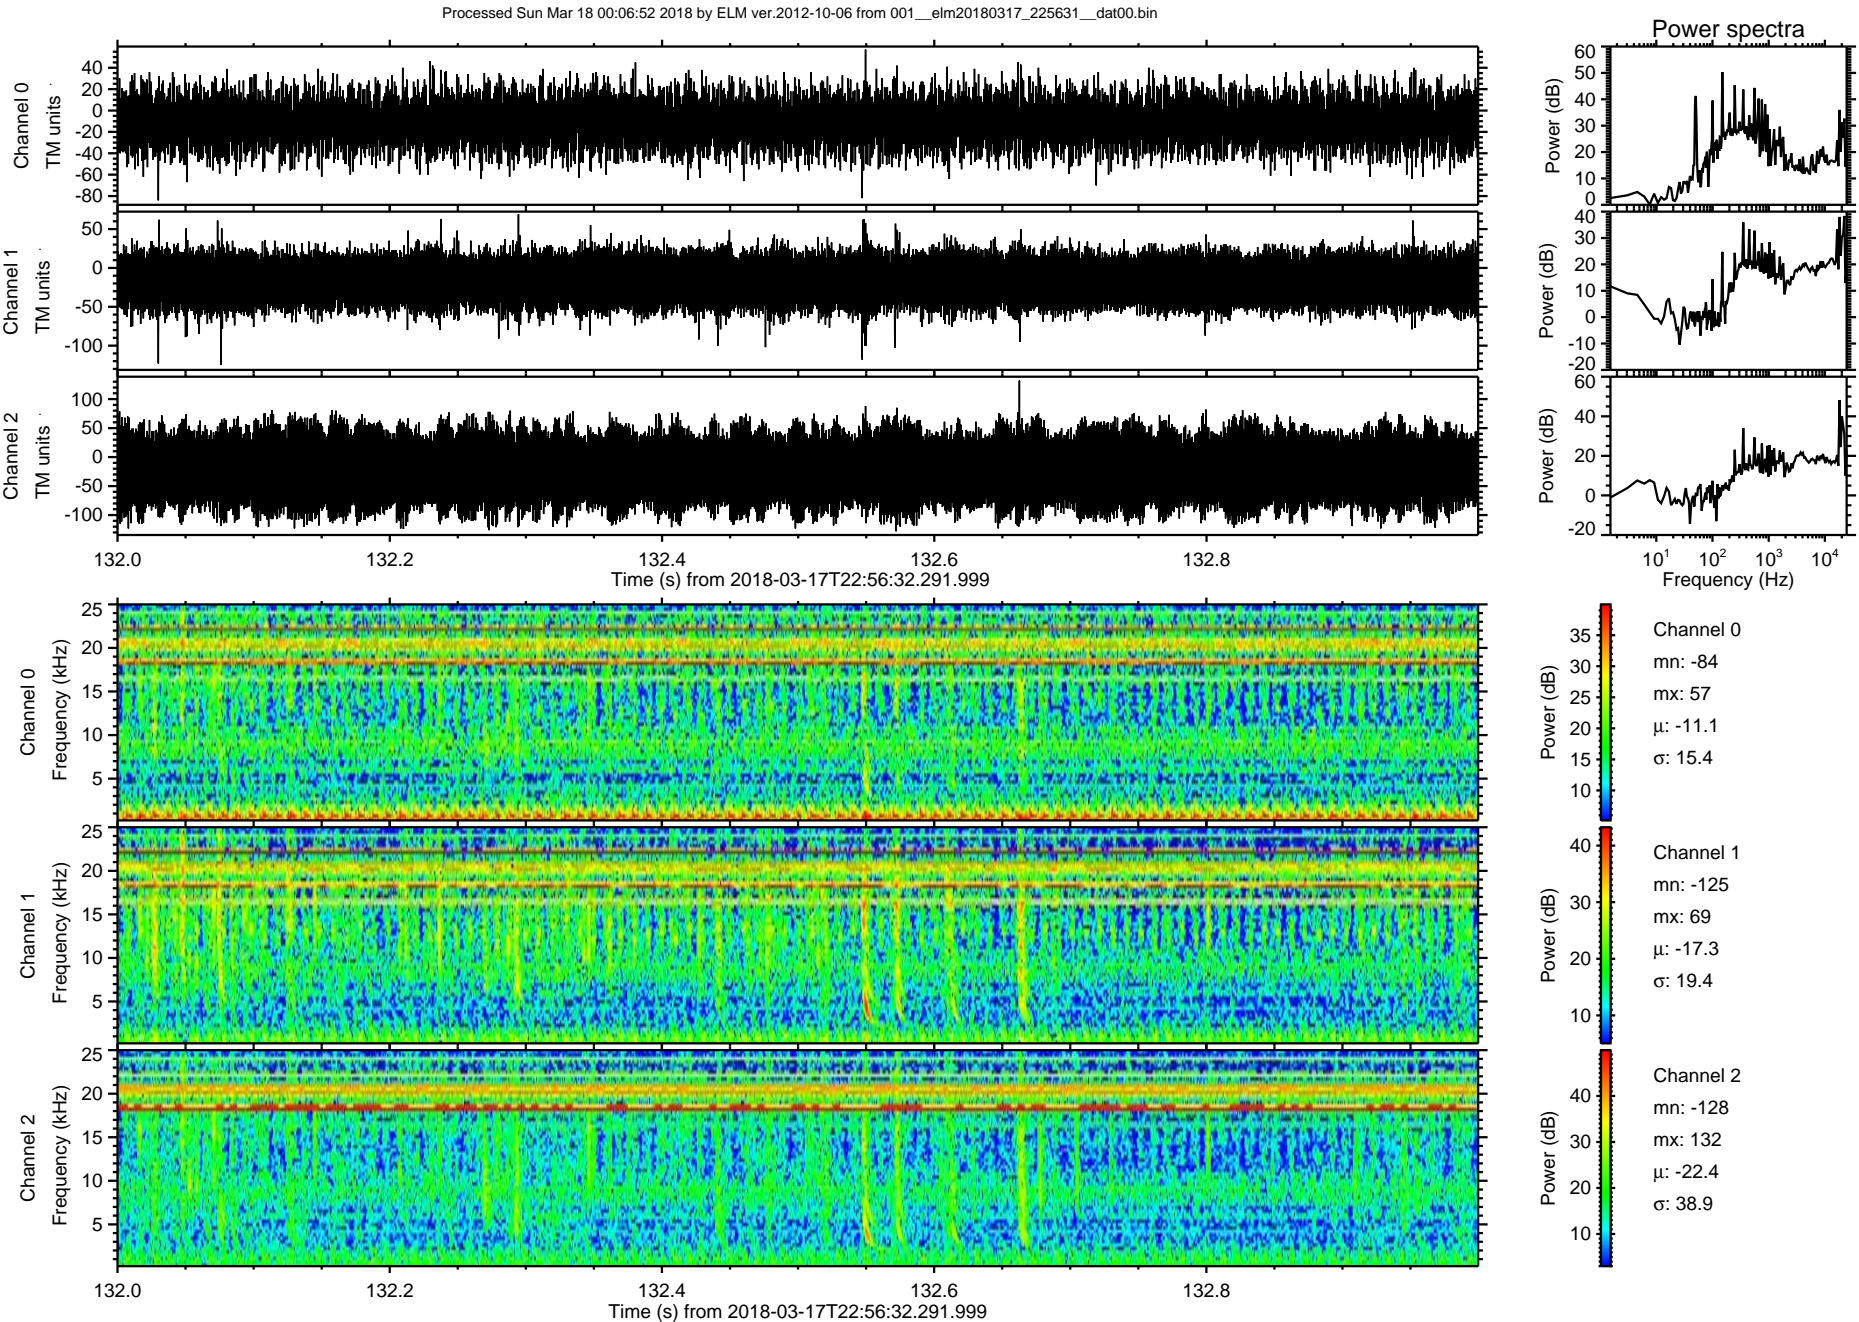 Processed Sun Mar 18 00:06:52 2018 by ELM ver.2012-10-06 from 001__elm20180317_225631__dat00.bin
Power spectra
Channel 0
TM units
40
20
0
-20
-40
-60
-80
Power (dB)
60
50
40
30
20
10
0
Channel 1
TM units
50
0
-50
-100
Power (dB)
40
30
20
10
0
-10
-20
Channel 2
TM units
100
50
0
-50
-100
Power (dB)
60
40
20
0
-20
132.0 132.2 132.4 132.6 132.8
Time (s) from 2018-03-17T22:56:32.291.999
10^1 10^2 10^3 10^4
Frequency (Hz)
Channel 0
Frequency (kHz)
25
20
15
10
5
Power (dB)
35
30
25
20
15
10
Channel 0
mn: -84
mx: 57
μ: -11.1
σ: 15.4
Channel 1
Frequency (kHz)
25
20
15
10
5
Power (dB)
40
30
20
10
Channel 1
mn: -125
mx: 69
μ: -17.3
σ: 19.4
Channel 2
Frequency (kHz)
25
20
15
10
5
Power (dB)
40
30
20
10
Channel 2
mn: -128
mx: 132
μ: -22.4
σ: 38.9
132.0 132.2 132.4 132.6 132.8
Time (s) from 2018-03-17T22:56:32.291.999